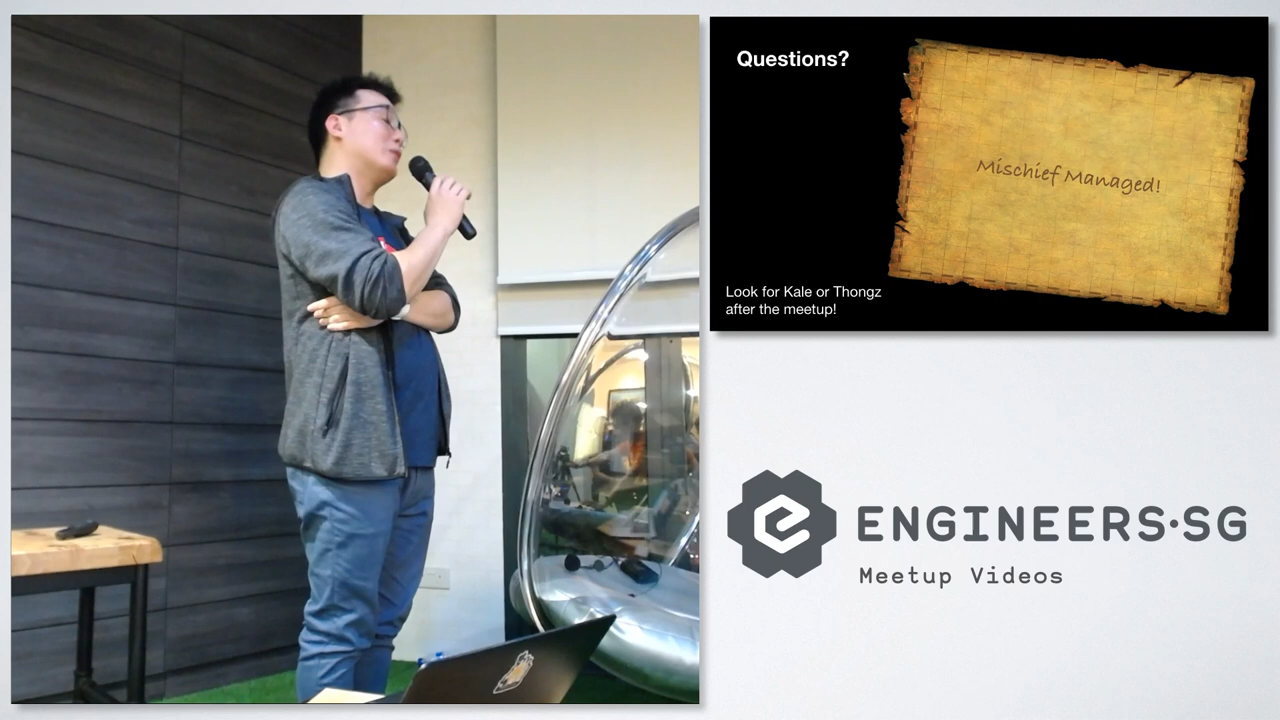 Questions?
Mischief Managed!
Look for Kale or Thongz
after the meetup!
ENGINEERS·SG
Meetup Videos